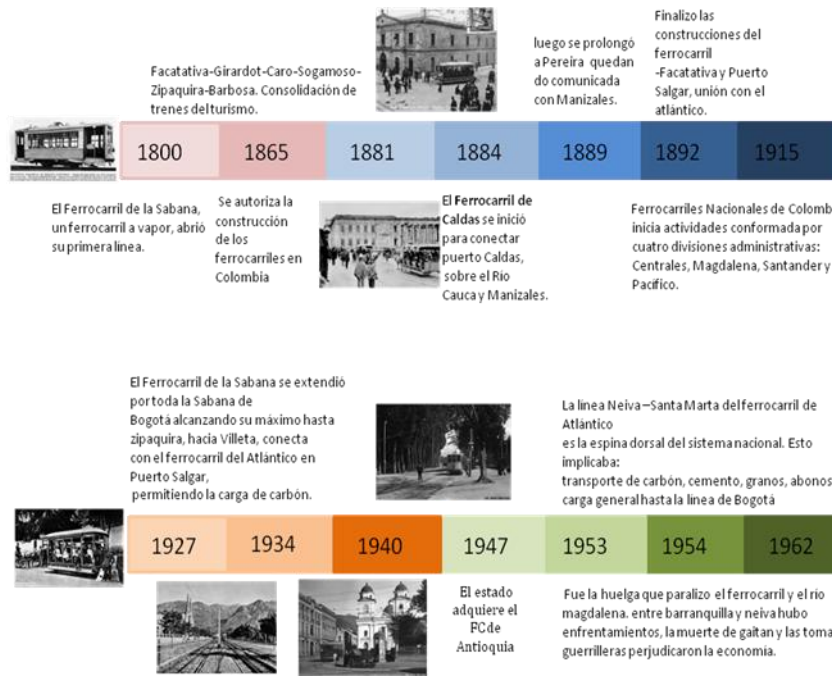 Facatativa-Girardot-Caro-Sogamoso-
Zipaquira-Barbosa. Consolidación de
trenes del turismo.
luego se prolongó
a Pereira quedan
do comunicada
con Manizales.
Finalizo las
construcciones del
ferrocarril
-Facatativa y Puerto
Salgar, unión con el
atlántico.
1800 1865 1881 1884 1889 1892 1915
El Ferrocarril de la Sabana,
un ferrocarril a vapor, abrió
su primera línea.
Se autoriza la
construcción
de los
ferrocarriles en
Colombia
El Ferrocarril de
Caldas se inició
para conectar
puerto Caldas,
sobre el Río
Cauca y Manizales.
Ferrocarriles Nacionales de Colomb
inicia actividades conformada por
cuatro divisiones administrativas:
Centrales, Magdalena, Santander y
Pacífico.
El Ferrocarril de la Sabana se extendió
por toda la Sabana de
Bogotá alcanzando su máximo hasta
zipaquira, hacia Villeta, conecta
con el ferrocarril del Atlántico en
Puerto Salgar,
permitiendo la carga de carbón.
La línea Neiva–Santa Marta del ferrocarril de
Atlántico
es la espina dorsal del sistema nacional. Esto
implicaba:
transporte de carbón, cemento, granos, abonos
carga general hasta la línea de Bogotá
1927 1934 1940 1947 1953 1954 1962
El estado
adquiere el
FC de
Antioquia
Fue la huelga que paralizo el ferrocarril y el río
magdalena. entre barranquilla y neiva hubo
enfrentamientos, la muerte de gaitan y las toma
guerrilleras perjudicaron la economía.